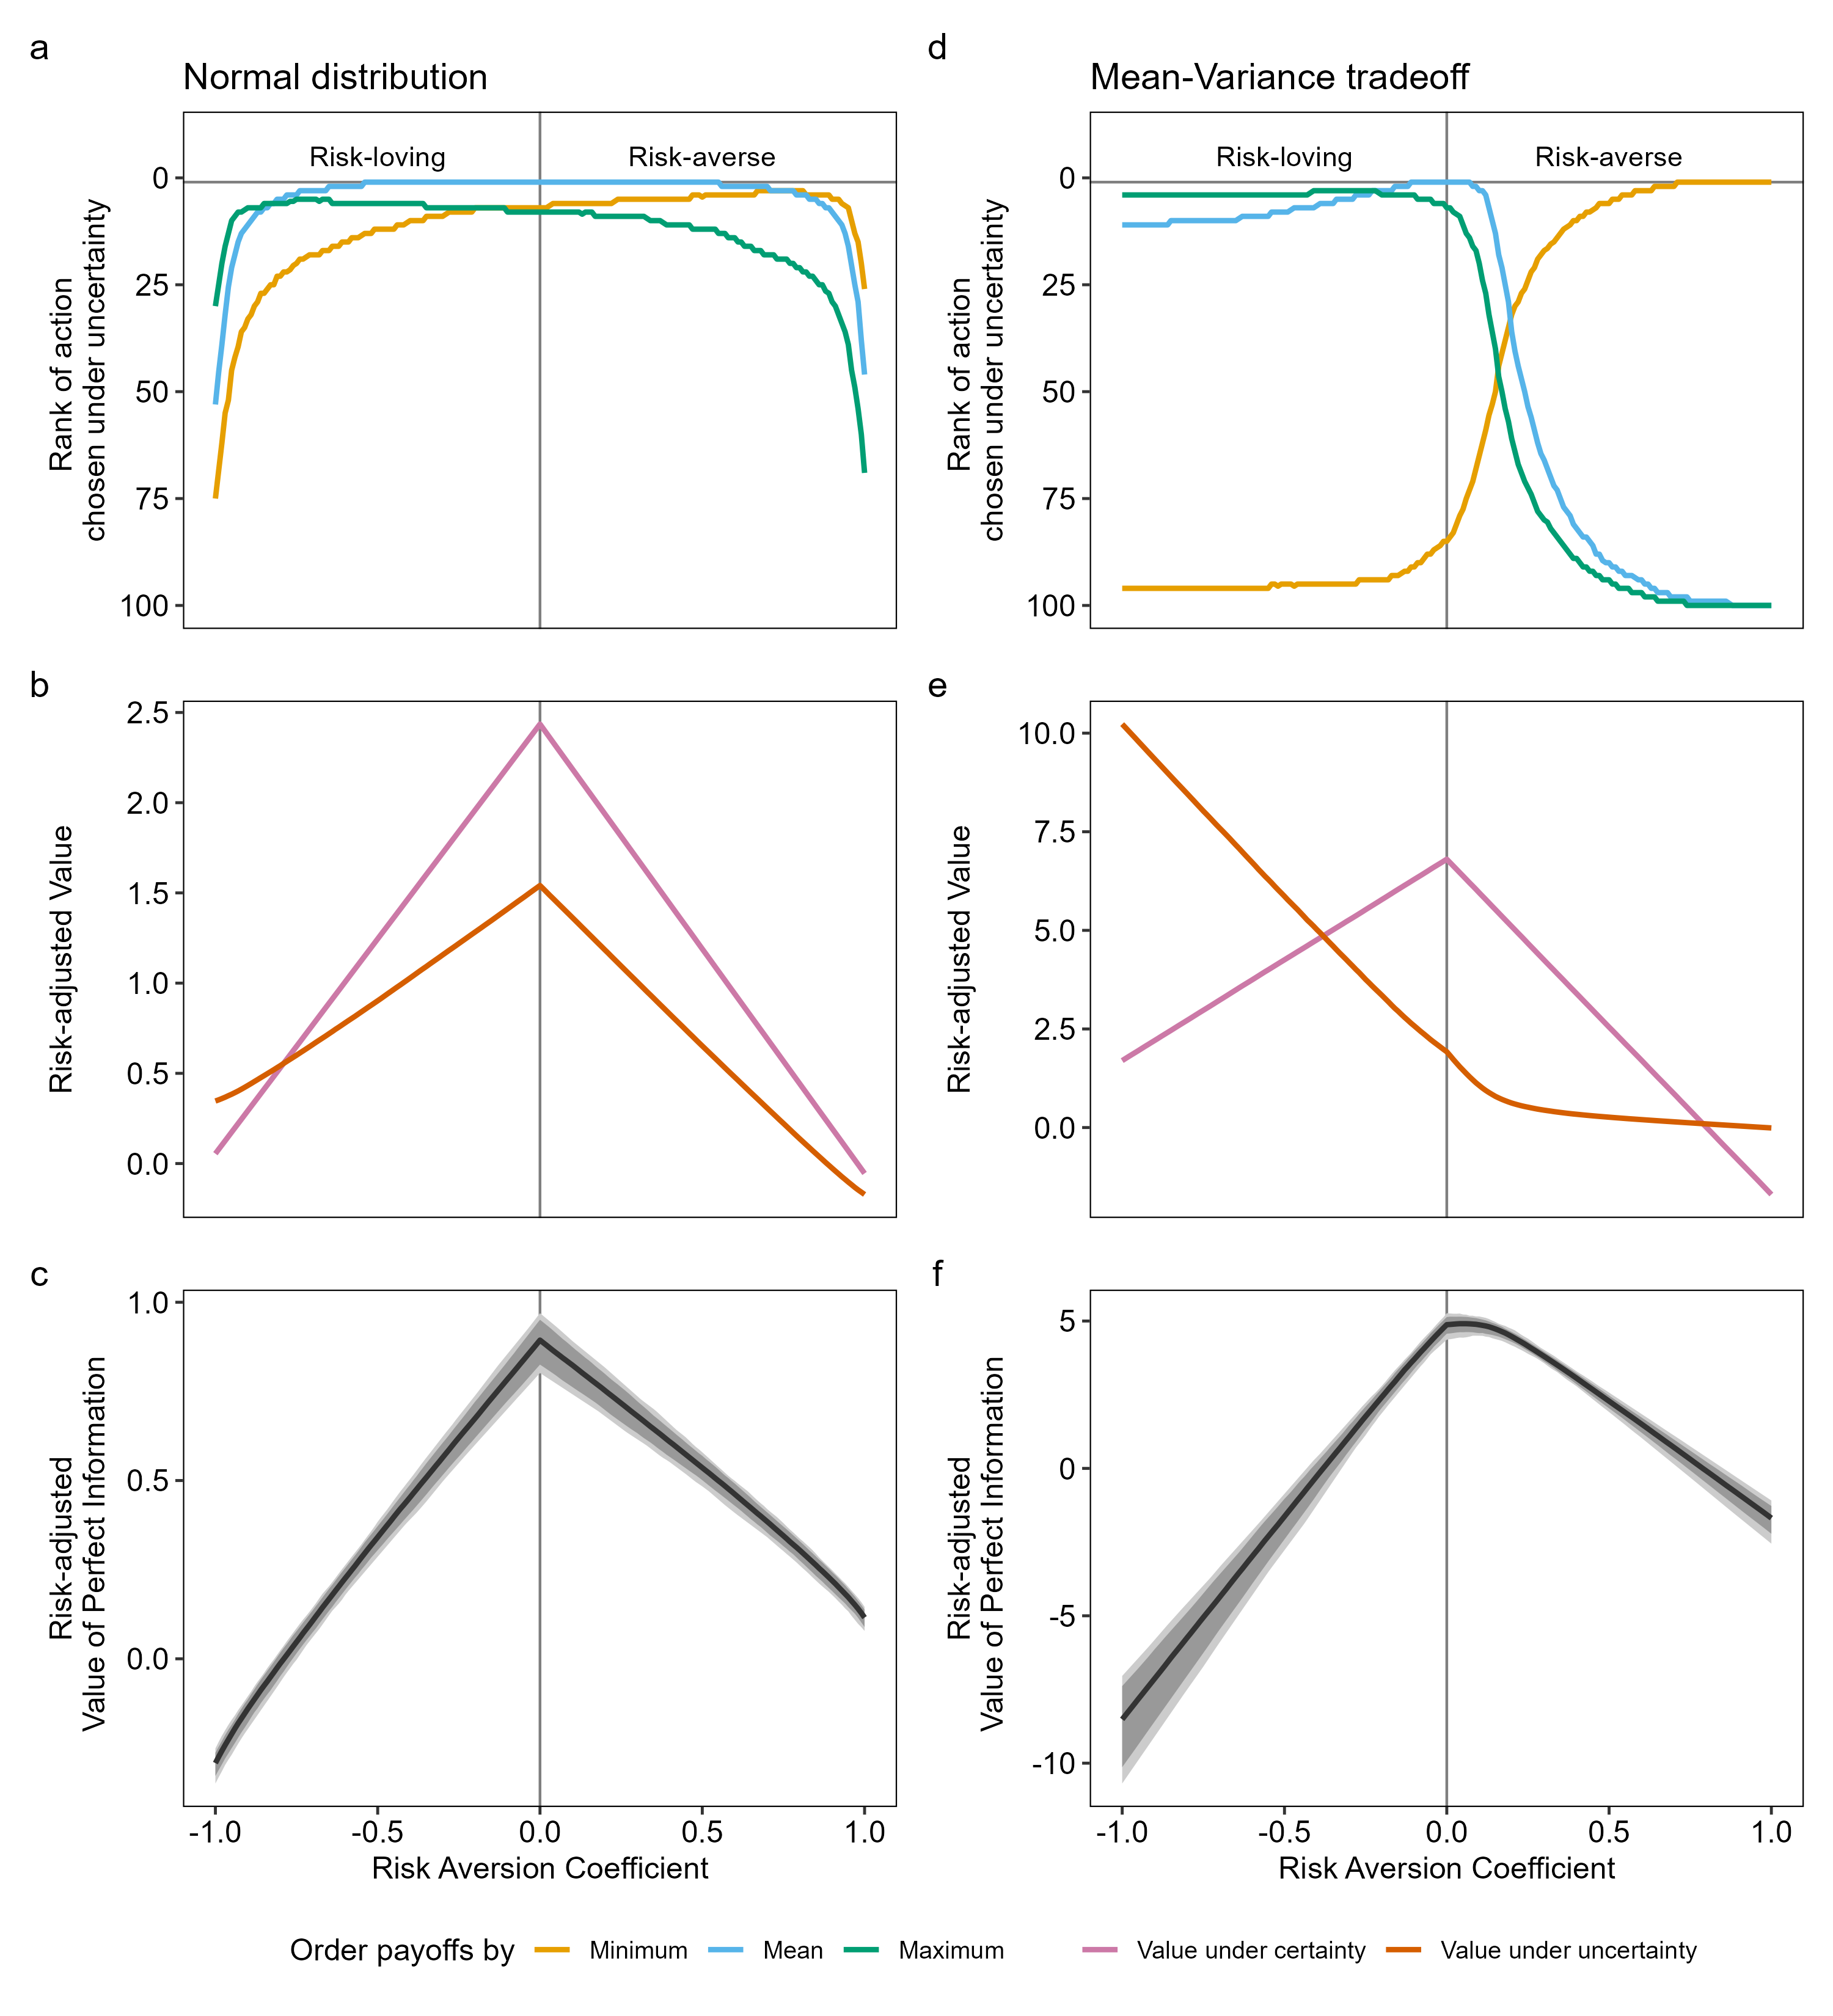 a
Normal distribution
Risk-loving
Risk-averse
0
25
50
75
100
Rank of action
chosen under uncertainty
d
Mean-Variance tradeoff
Risk-loving
Risk-averse
0
25
50
75
100
Rank of action
chosen under uncertainty
b
2.5
2.0
1.5
1.0
0.5
0.0
Risk-adjusted Value
e
10.0
7.5
5.0
2.5
0.0
Risk-adjusted Value
c
1.0
0.5
0.0
Risk-adjusted
Value of Perfect Information
-1.0
-0.5
0.0
0.5
1.0
Risk Aversion Coefficient
f
5
0
-5
-10
Risk-adjusted
Value of Perfect Information
-1.0
-0.5
0.0
0.5
1.0
Risk Aversion Coefficient
Order payoffs by
Minimum
Mean
Maximum
Value under certainty
Value under uncertainty